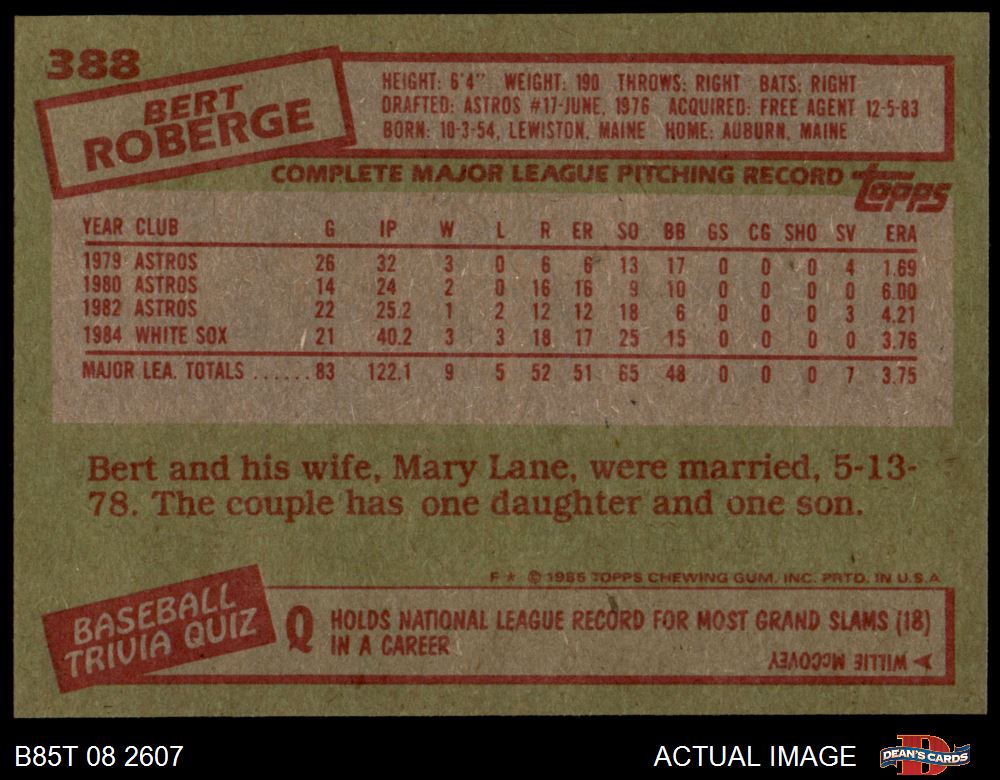 388
BERT
ROBERGE
HEIGHT: 6'4" WEIGHT: 190 THROWS: RIGHT BATS: RIGHT
DRAFTED: ASTROS #17-JUNE, 1976 ACQUIRED: FREE AGENT 12-5-83
BORN: 10-3-54, LEWISTON, MAINE HOME: AUBURN, MAINE
COMPLETE MAJOR LEAGUE PITCHING RECORD
topps
YEAR CLUB G IP W L R ER SO BB GS CG SHO SV ERA
1979 ASTROS 26 32 3 0 6 6 13 17 0 0 0 4 1.69
1980 ASTROS 14 24 2 0 16 16 9 10 0 0 0 0 6.00
1982 ASTROS 22 25.2 1 2 12 12 18 6 0 0 0 3 4.21
1984 WHITE SOX 21 40.2 3 3 18 17 25 15 0 0 0 0 3.76
MAJOR LEA. TOTALS ......83 122.1 9 5 52 51 65 48 0 0 0 7 3.75
Bert and his wife, Mary Lane, were married, 5-13-
78. The couple has one daughter and one son.
F* © 1985 TOPPS CHEWING GUM, INC. PRTD. IN U.S.A
BASEBALL
TRIVIA QUIZ
Q HOLDS NATIONAL LEAGUE RECORD FOR MOST GRAND SLAMS (18)
IN A CAREER
WILLIE McCOVEY
B85T 08 2607
ACTUAL IMAGE
DEAN'S CARDS